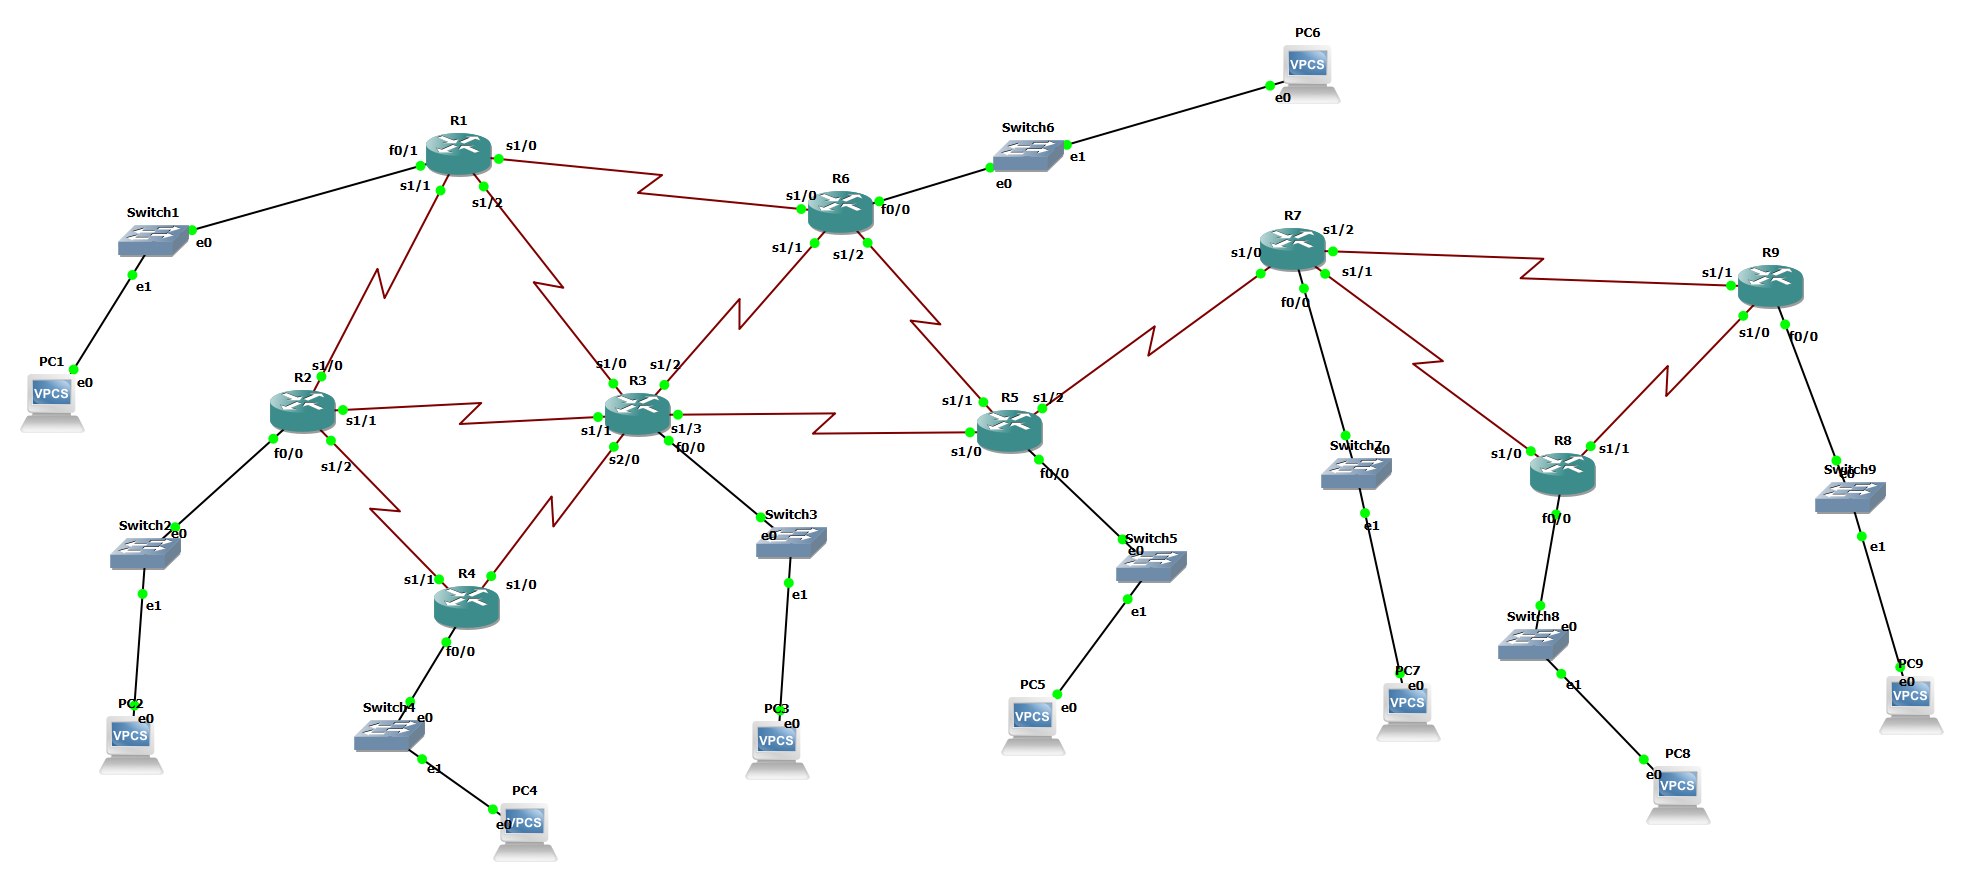 PC6
VPCS
e0
Switch6
e1
e0
R1
f0/1
s1/0
s1/1
s1/2
R6
s1/0
f0/0
s1/1
s1/2
Switch1
e0
e1
PC1
e0
VPCS
R7
s1/2
s1/0
s1/1
f0/0
R9
s1/1
s1/0
f0/0
R2
s1/0
s1/1
f0/0
s1/2
R3
s1/0
s1/2
s1/1
s1/3
f0/0
s2/0
R5
s1/1
s1/2
s1/0
f0/0
R8
s1/0
s1/1
f0/0
Switch7
e0
e1
Switch9
e0
e1
Switch2
e0
e1
Switch3
e0
e1
Switch5
e0
e1
R4
s1/1
s1/0
f0/0
Switch8
e0
e1
Switch4
e0
e1
PC2
e0
VPCS
PC3
e0
VPCS
PC5
e0
VPCS
PC7
e0
VPCS
PC9
e0
VPCS
PC4
e0
VPCS
PC8
e0
VPCS